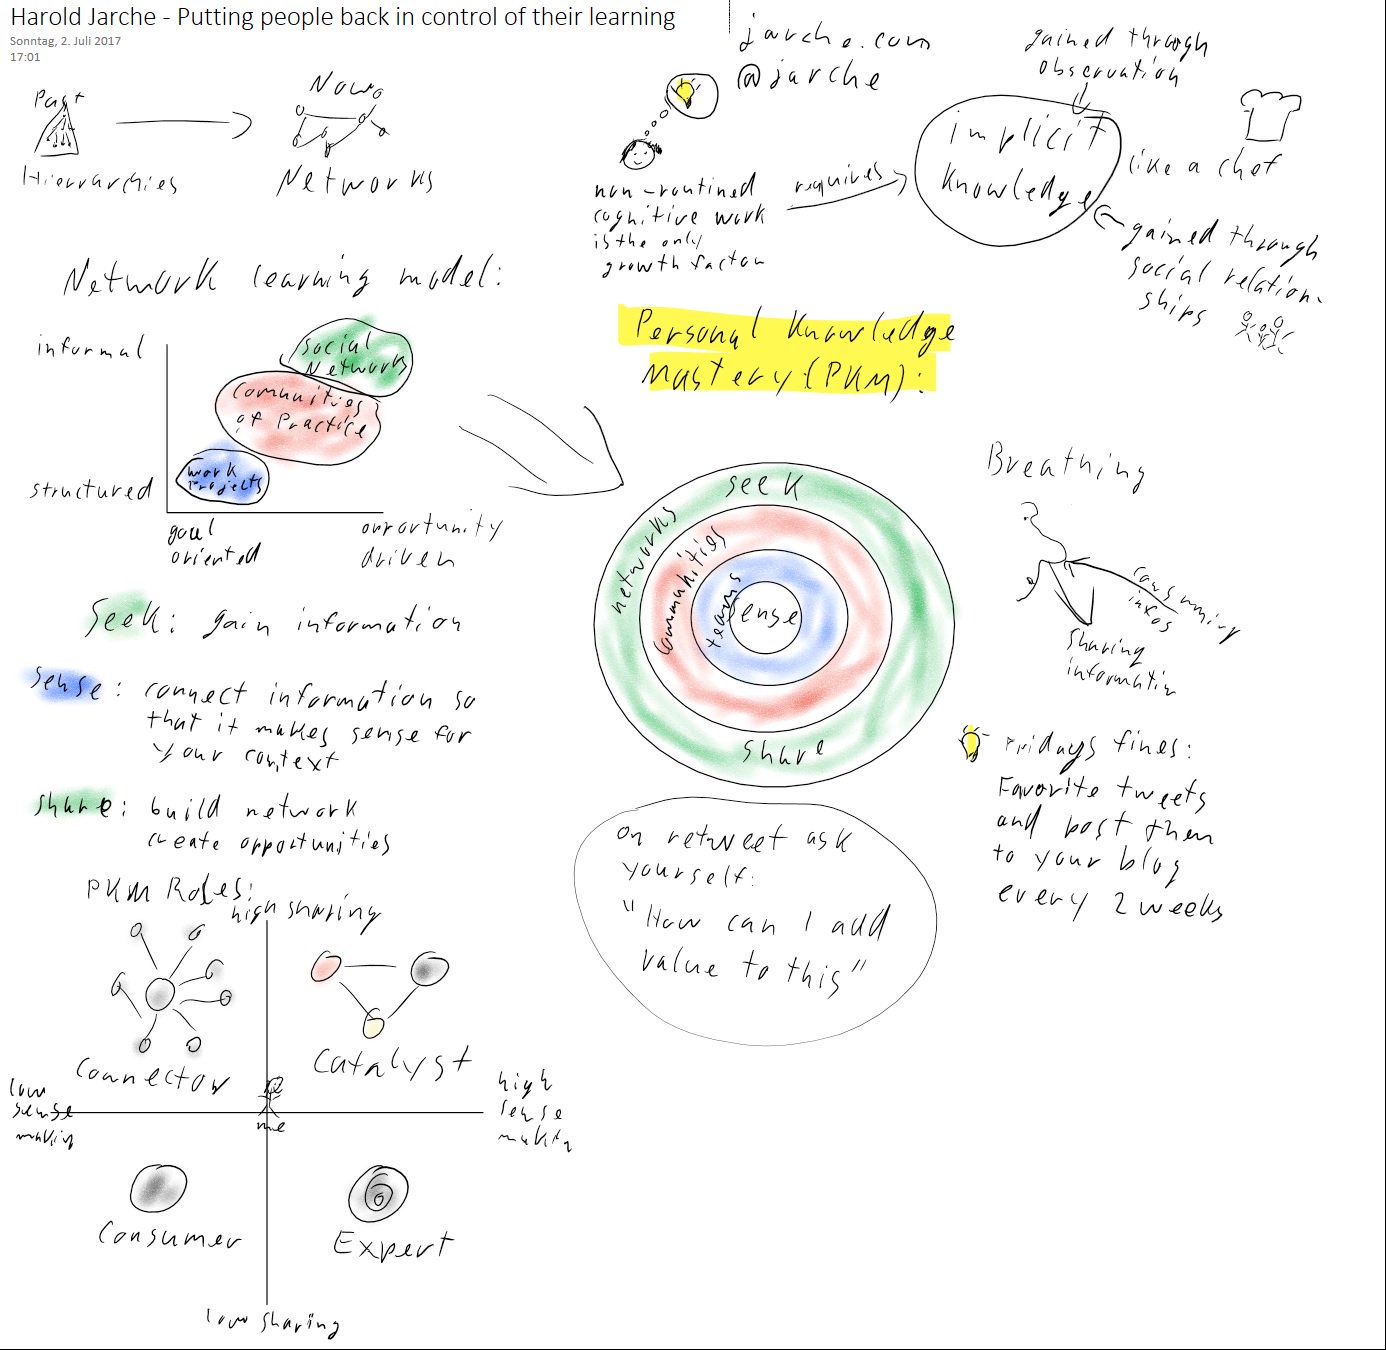 Harold Jarche - Putting people back in control of their learning
Sonntag, 2. Juli 2017
17:01
Past
Now
Hierarchies
Networks
jarche.com
@jarche
non-routined
cognitive work
is the only
growth factor
requires
implicit
knowledge
gained through
observation
like a chef
gained through
social relation-
ships
Network learning model:
informal
structured
social
Networks
Communities
of Practice
work
Projects
goal
oriented
opportunity
driven
Personal Knowledge
Mastery (PKM):
seek
networks
communities
teams
sense
share
Breathing
consuming
infos
sharing
information
Seek: gain information
Sense: connect information so
that it makes sense for
your context
share: build network
create opportunities
Fridays fines:
Favorite tweets
and post them
to your blog
every 2 weeks
on retweet ask
yourself:
"How can I add
value to this"
PKM Roles:
high sharing
Connector
Catalyst
low
sense
making
me
high
sense
making
Consumer
Expert
low sharing